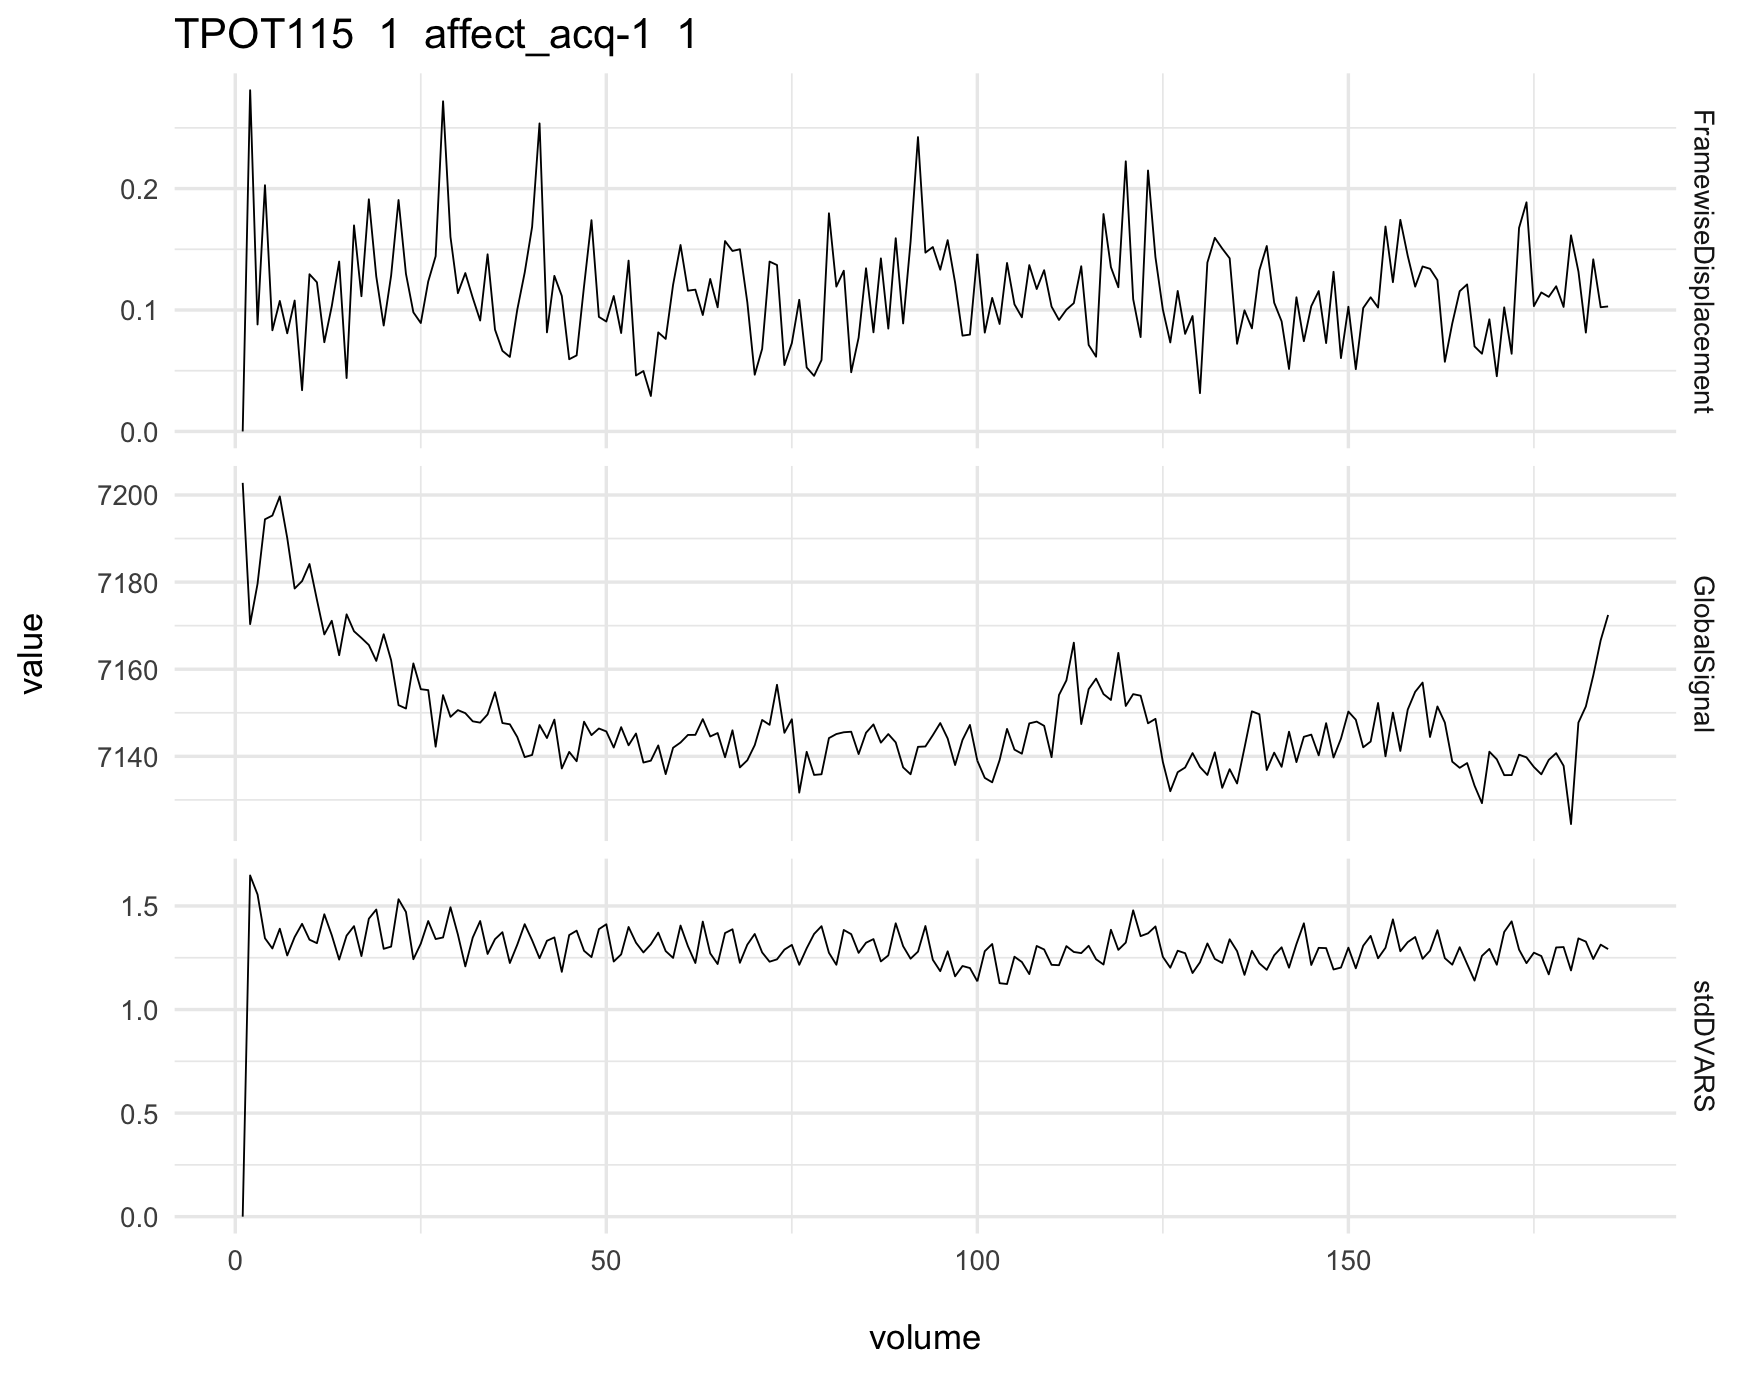 TPOT115 1 affect_acq-1 1
0.2
0.1
0.0
FramewiseDisplacement
7200
7180
7160
7140
GlobalSignal
value
1.5
1.0
0.5
0.0
stdDVARS
0 50 100 150
volume